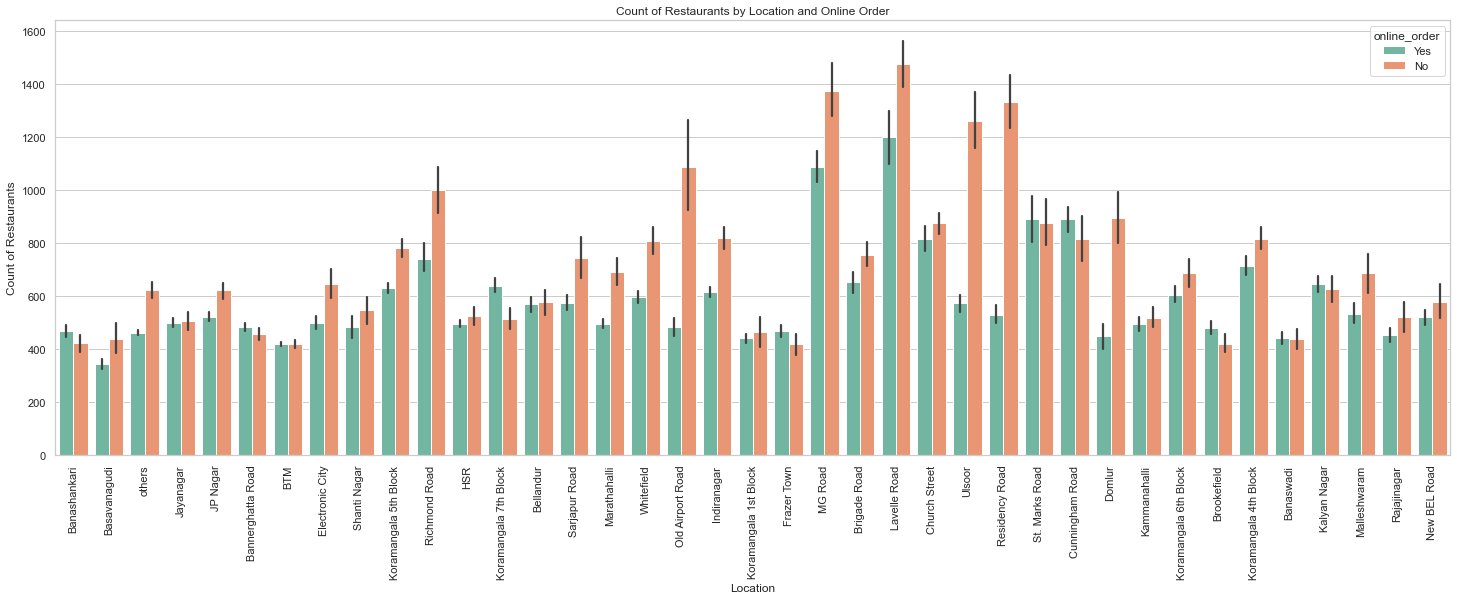 Count of Restaurants by Location and Online Order
online_order
Yes
No
Count of Restaurants
1600
1400
1200
1000
800
600
400
200
0
Banashankari
Basavanagudi
others
Jayanagar
JP Nagar
Bannerghatta Road
BTM
Electronic City
Shanti Nagar
Koramangala 5th Block
Richmond Road
HSR
Koramangala 7th Block
Bellandur
Sarjapur Road
Marathahalli
Whitefield
Old Airport Road
Indiranagar
Koramangala 1st Block
Frazer Town
MG Road
Brigade Road
Lavelle Road
Church Street
Ulsoor
Residency Road
St. Marks Road
Cunningham Road
Domlur
Kammanahalli
Koramangala 6th Block
Brookefield
Koramangala 4th Block
Banaswadi
Kalyan Nagar
Malleshwaram
Rajajinagar
New BEL Road
Location